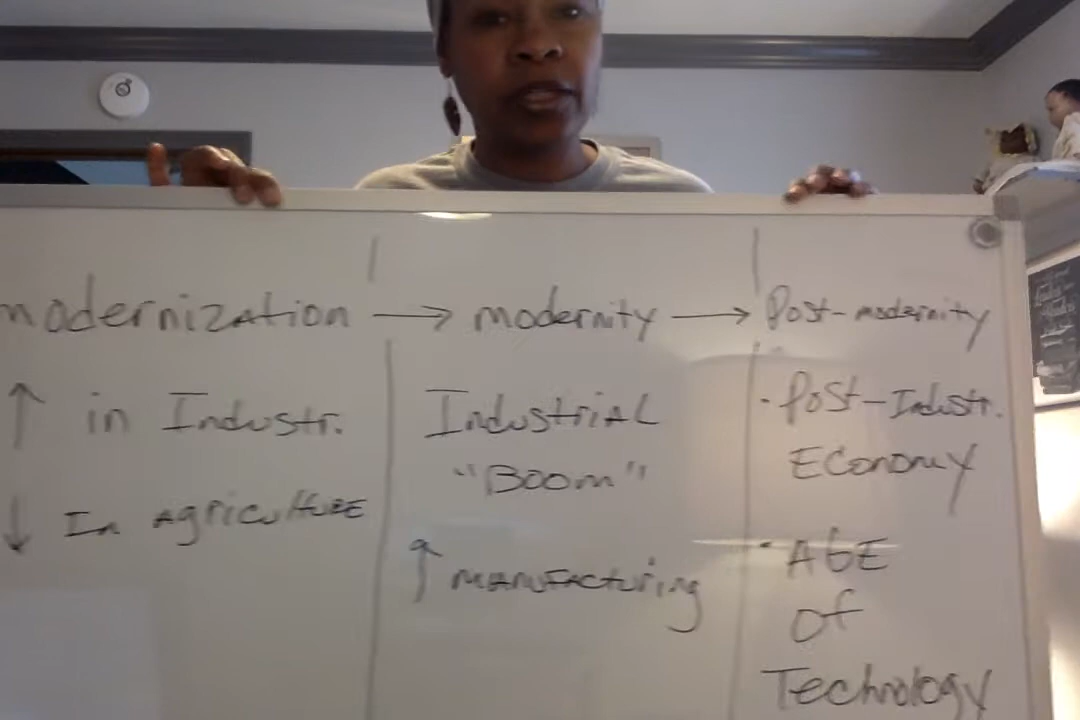 modernization → modernity → Post-modernity
↑ in Industr.
↓ In Agriculture
Industrial
"Boom"
↑ manufacturing
• Post-Industr.
Economy
• AGE
Of
Technology